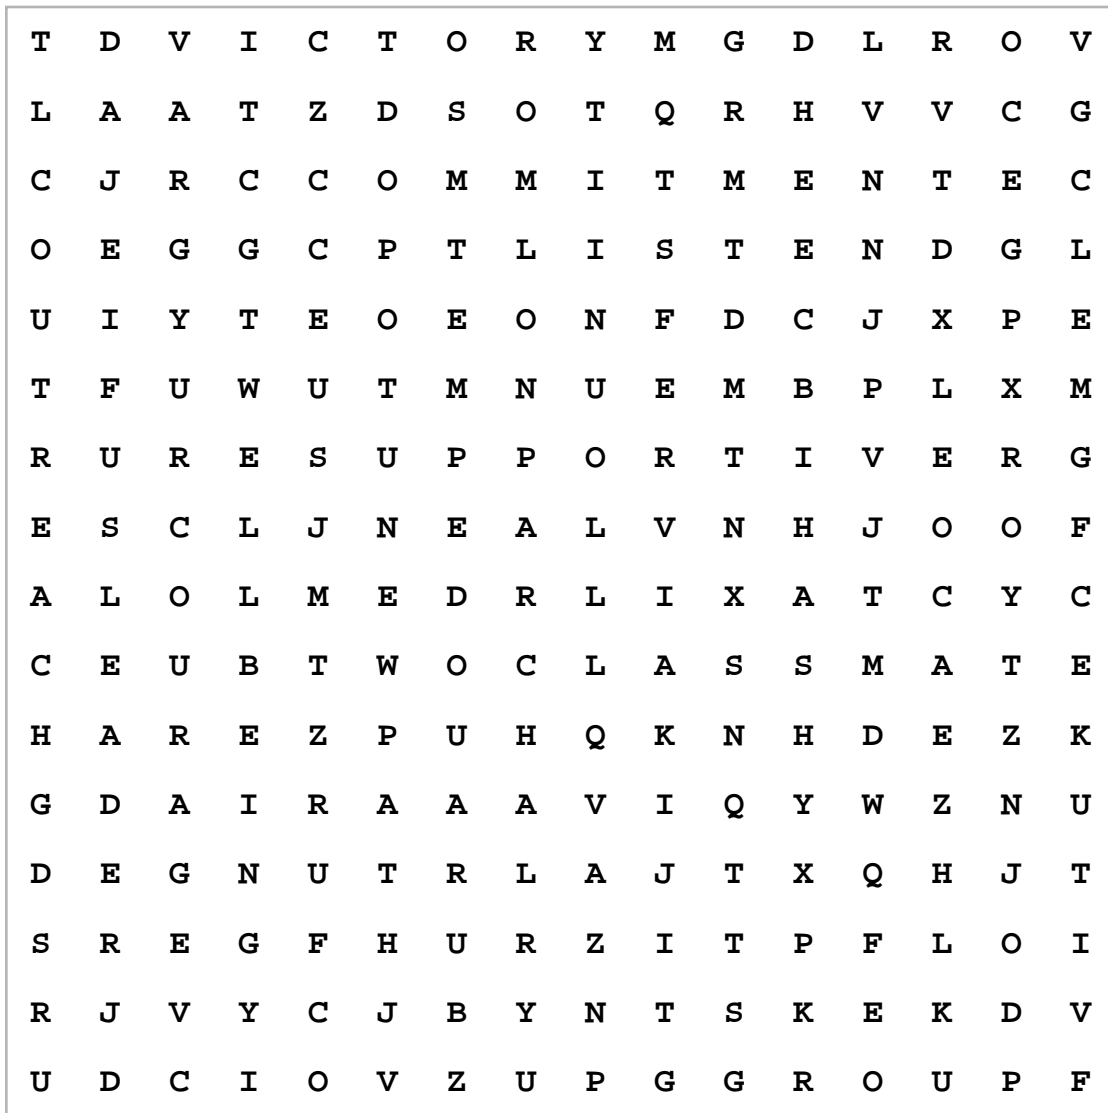 T D V I C T O R Y M G D L R O V
L A A T Z D S O T Q R H V V C G
C J R C C O M M I T M E N T E C
O E G G C P T L I S T E N D G L
U I Y T E O E O N F D C J X P E
T F U W U T M N U E M B P L X M
R U R E S U P P O R T I V E R G
E S C L J N E A L V N H J O O F
A L O L M E D R L I X A T C Y C
C E U B T W O C L A S S M A T E
H A R E Z P U H Q K N H D E Z K
G D A I R A A A V I Q Y W Z N U
D E G N U T R L A J T X Q H J T
S R E G F H U R Z I T P F L O I
R J V Y C J B Y N T S K E K D V
U D C I O V Z U P G G R O U P F